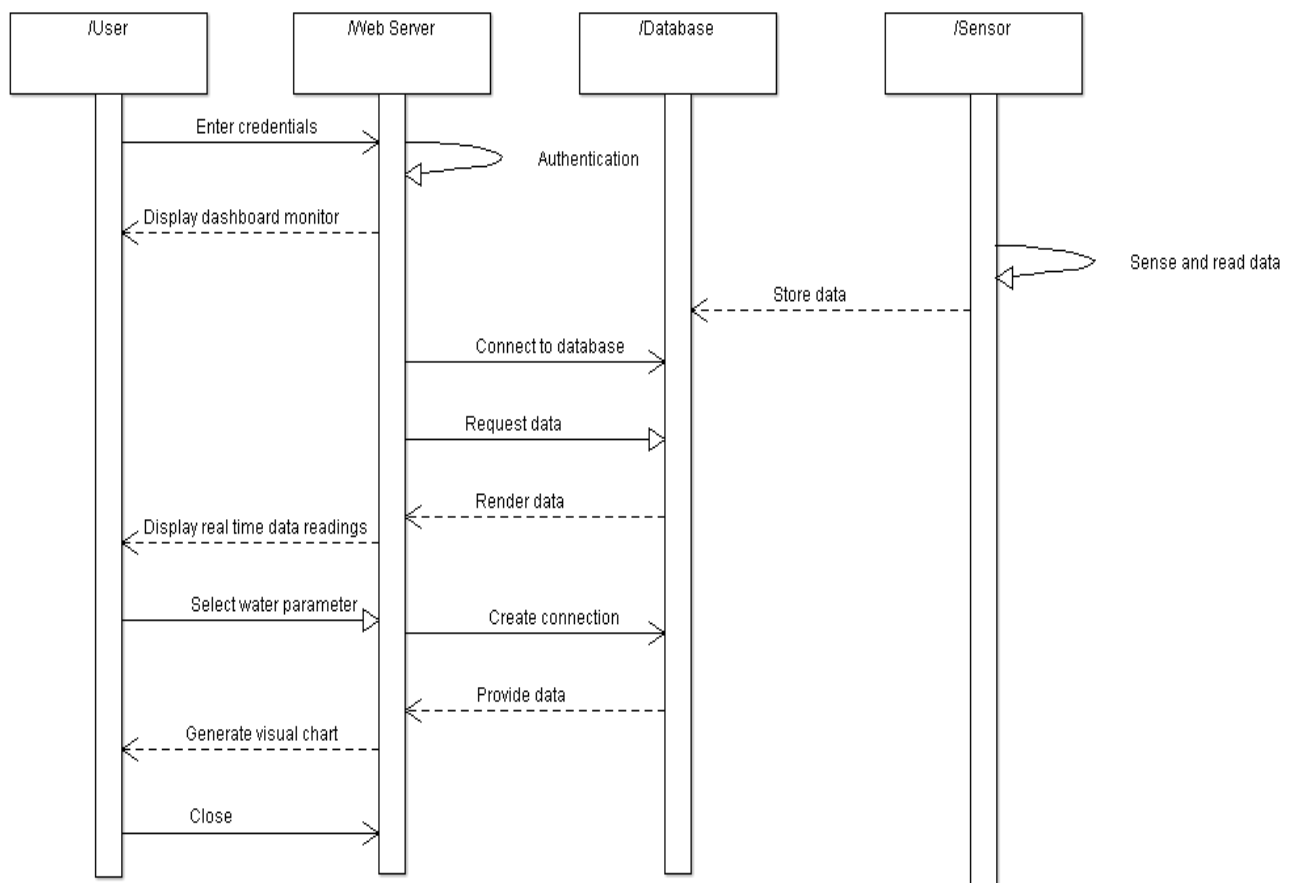 /User
/Web Server
/Database
/Sensor
Enter credentials
Authentication
Display dashboard monitor
Sense and read data
Store data
Connect to database
Request data
Render data
Display real time data readings
Select water parameter
Create connection
Provide data
Generate visual chart
Close